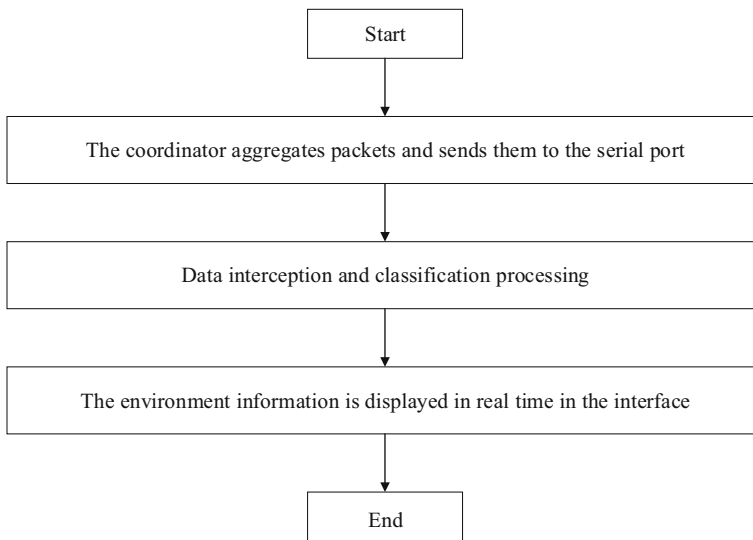 Start
The coordinator aggregates packets and sends them to the serial port
Data interception and classification processing
The environment information is displayed in real time in the interface
End